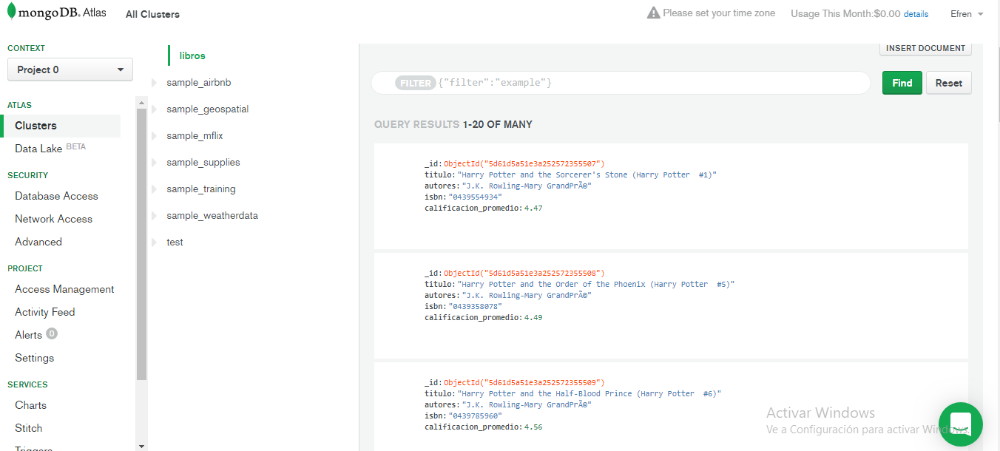 mongoDB. Atlas
All Clusters
Please set your time zone
Usage This Month:$0.00 details
Efren
CONTEXT
Project 0
ATLAS
Clusters
Data Lake BETA
SECURITY
Database Access
Network Access
Advanced
PROJECT
Access Management
Activity Feed
Alerts 0
Settings
SERVICES
Charts
Stitch
Triggers
libros
sample_airbnb
sample_geospatial
sample_mflix
sample_supplies
sample_training
sample_weatherdata
test
INSERT DOCUMENT
FILTER {"filter":"example"}
Find
Reset
QUERY RESULTS 1-20 OF MANY
_id:ObjectId("5d61d5a51e3a252572355507")
titulo:"Harry Potter and the Sorcerer's Stone (Harry Potter  #1)"
autores:"J.K. Rowling-Mary GrandPrÃ©"
isbn:"0439554934"
calificacion_promedio:4.47
_id:ObjectId("5d61d5a51e3a252572355508")
titulo:"Harry Potter and the Order of the Phoenix (Harry Potter  #5)"
autores:"J.K. Rowling-Mary GrandPrÃ©"
isbn:"0439358078"
calificacion_promedio:4.49
_id:ObjectId("5d61d5a51e3a252572355509")
titulo:"Harry Potter and the Half-Blood Prince (Harry Potter  #6)"
autores:"J.K. Rowling-Mary GrandPrÃ©"
isbn:"0439785960"
calificacion_promedio:4.56
Activar Windows
Ve a Configuración para activar Windows.